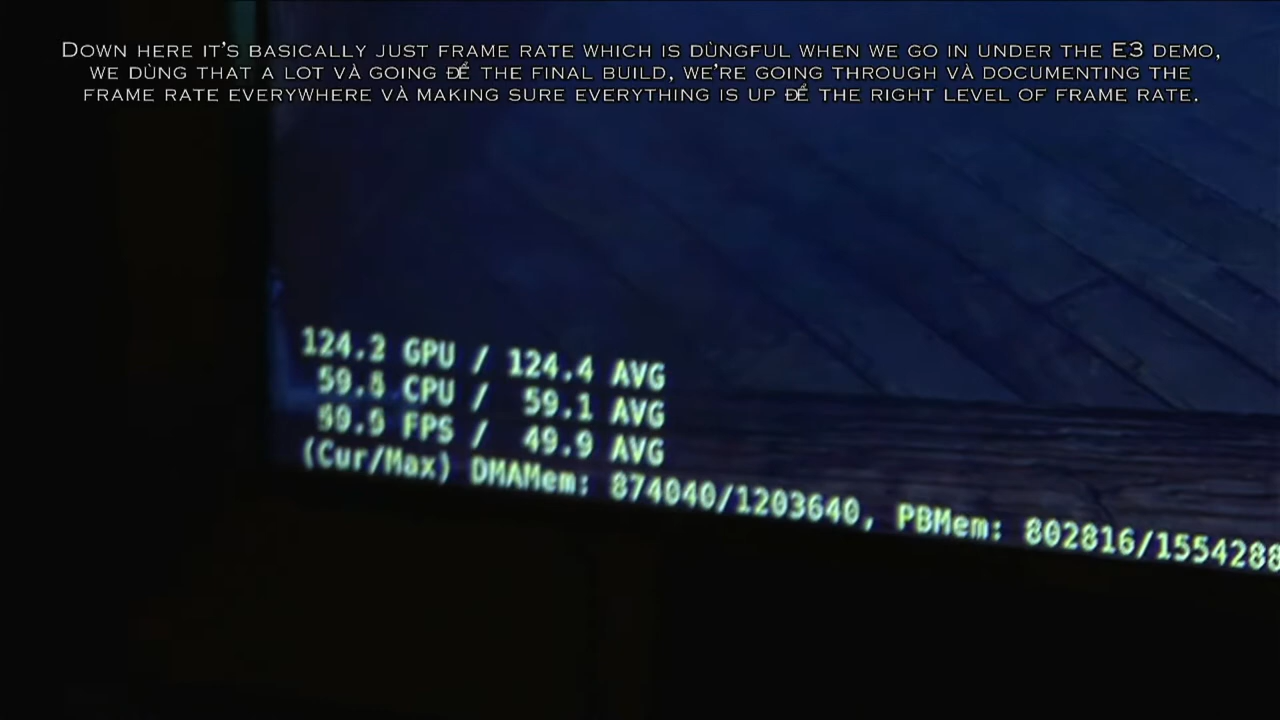 Down here it's basically just frame rate which is dùngful when we go in under the E3 demo,
we dùng that a lot và going để the final build, we're going through và documenting the
frame rate everywhere và making sure everything is up để the right level of frame rate.
124.2 GPU / 124.4 AVG
59.8 CPU / 59.1 AVG
FPS / 49.9 AVG
(Cur/Max) DMAMem: 874040/1203640, PBMem: 802816/1554288